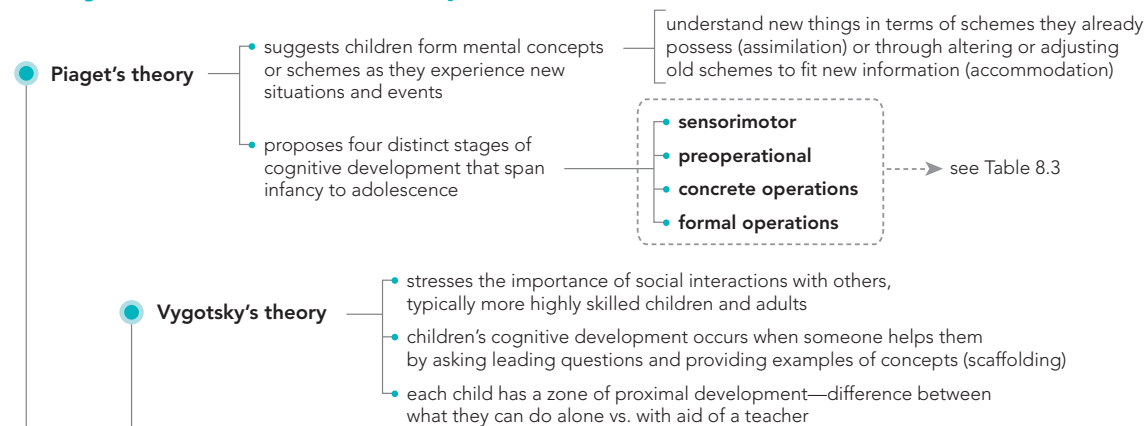 Piaget's theory
suggests children form mental concepts
or schemes as they experience new
situations and events
understand new things in terms of schemes they already
possess (assimilation) or through altering or adjusting
old schemes to fit new information (accommodation)
proposes four distinct stages of
cognitive development that span
infancy to adolescence
sensorimotor
preoperational
concrete operations
formal operations
see Table 8.3
Vygotsky's theory
stresses the importance of social interactions with others,
typically more highly skilled children and adults
children's cognitive development occurs when someone helps them
by asking leading questions and providing examples of concepts (scaffolding)
each child has a zone of proximal development—difference between
what they can do alone vs. with aid of a teacher